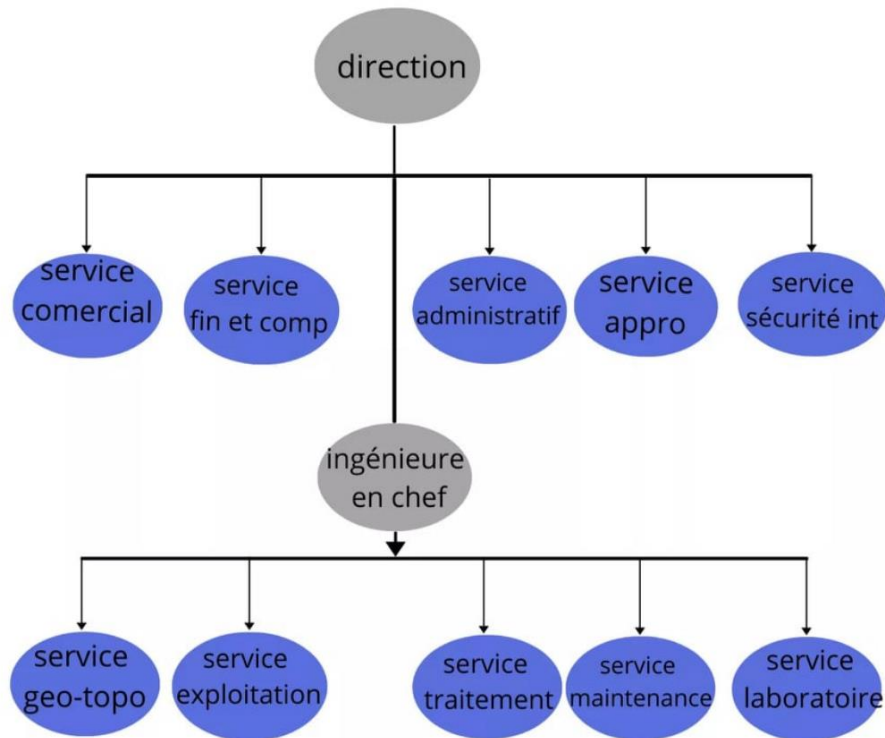 direction
service
comercial
service
fin et comp
service
administratif
service
appro
service
sécurité int
ingénieure
en chef
service
geo-topo
service
exploitation
service
traitement
service
maintenance
service
laboratoire